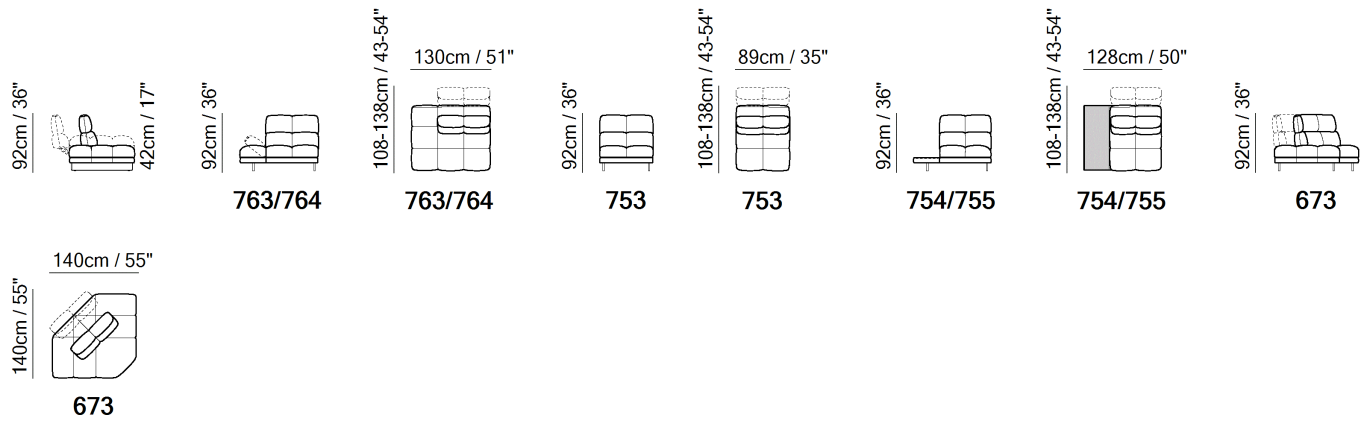 92cm / 36"
42cm / 17"
92cm / 36"
763/764
108-138cm / 43-54"
130cm / 51"
763/764
92cm / 36"
753
108-138cm / 43-54"
89cm / 35"
753
92cm / 36"
754/755
108-138cm / 43-54"
128cm / 50"
754/755
92cm / 36"
673
140cm / 55"
140cm / 55"
673